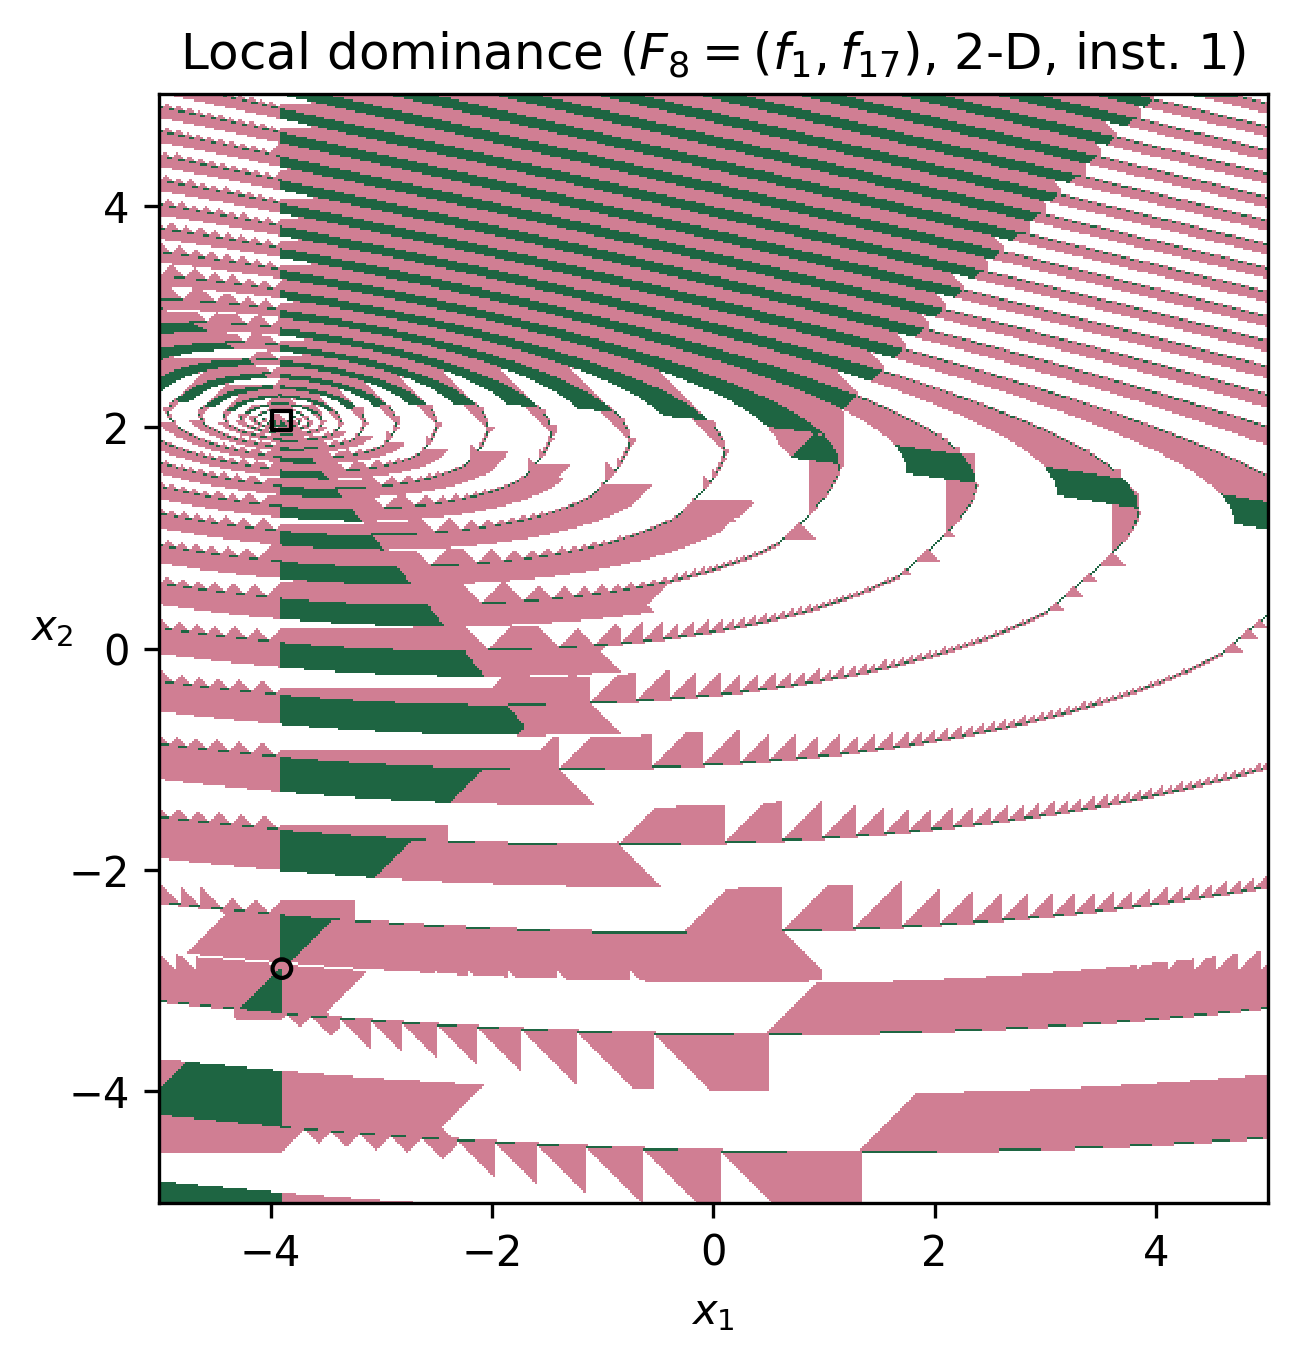 Local dominance (F₈ = (f₁, f₁₇), 2-D, inst. 1)
4
2
x₂ 0
−2
−4
−4 −2 0 2 4
x₁